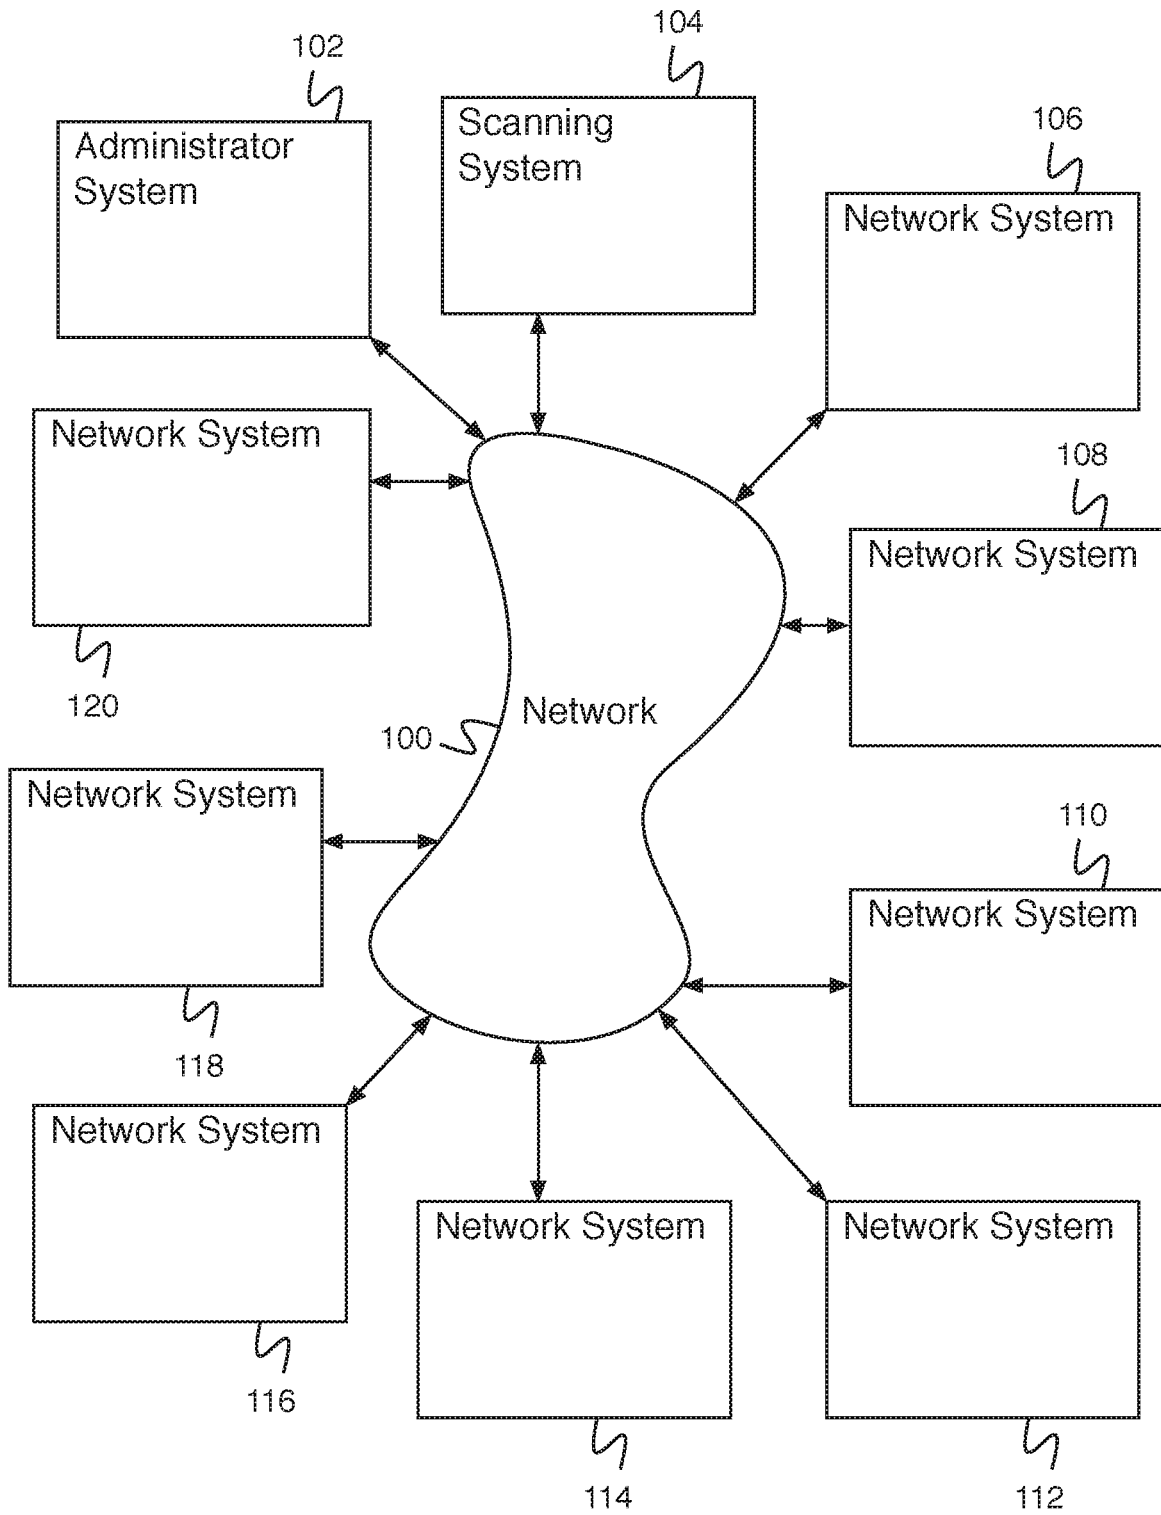 102
104
Administrator
System
Scanning
System
106
Network System
Network System
108
Network System
120
100
Network
Network System
110
Network System
118
Network System
Network System
Network System
116
114
112